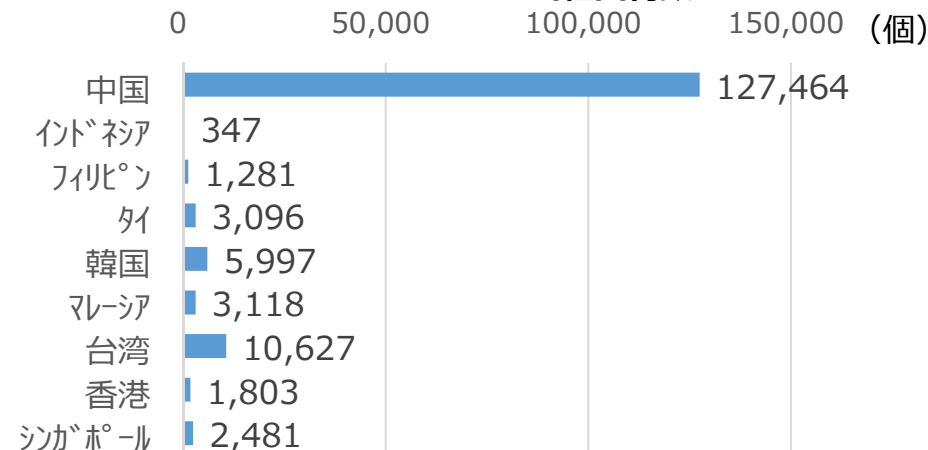 0 50,000 100,000 150,000 (個)
中国 127,464
ｲﾝﾄﾞﾈｼｱ 347
ﾌｨﾘﾋﾟﾝ 1,281
ﾀｲ 3,096
韓国 5,997
ﾏﾚｰｼｱ 3,118
台湾 10,627
香港 1,803
ｼﾝｶﾞﾎﾟｰﾙ 2,481